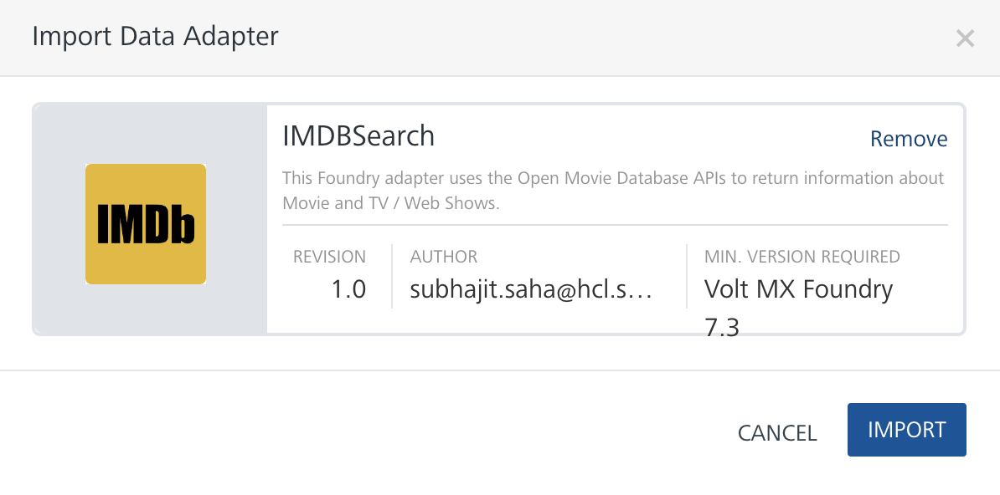 Import Data Adapter
IMDb
IMDBSearch
Remove
This Foundry adapter uses the Open Movie Database APIs to return information about
Movie and TV / Web Shows.
REVISION
1.0
AUTHOR
subhajit.saha@hcl.s...
MIN. VERSION REQUIRED
Volt MX Foundry
7.3
CANCEL
IMPORT